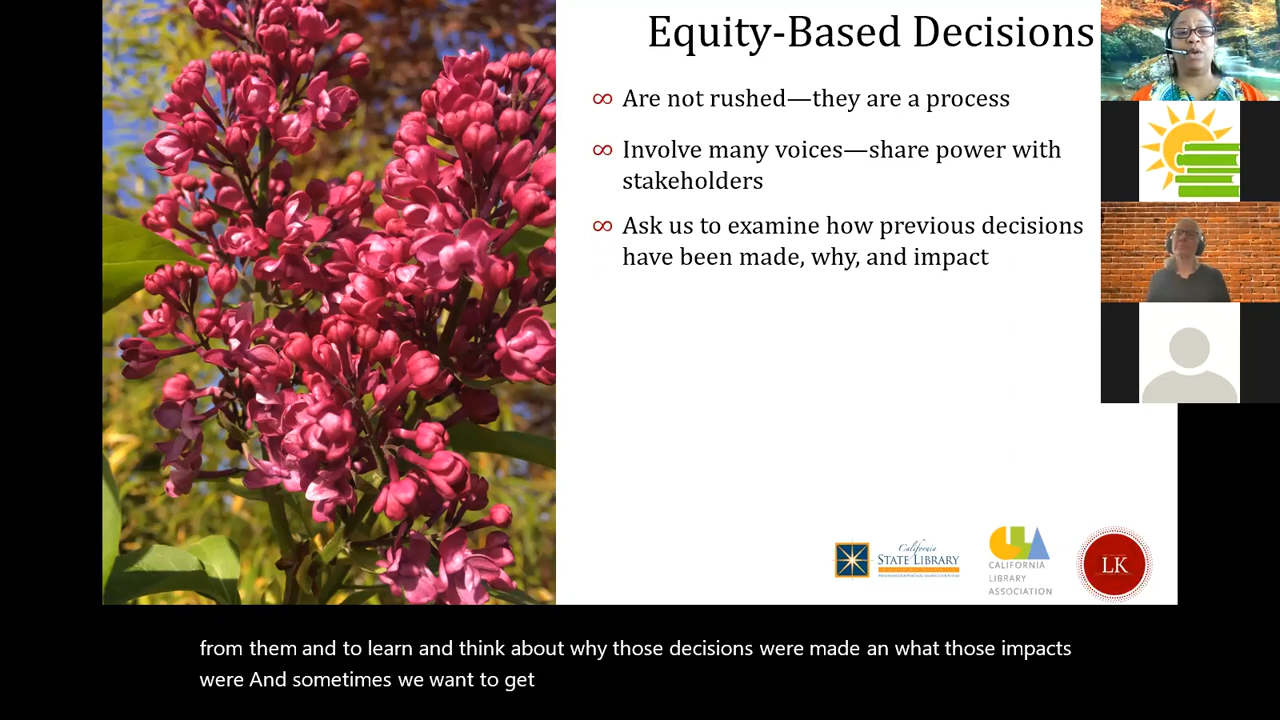 Equity-Based Decisions
∞ Are not rushed—they are a process
∞ Involve many voices—share power with
stakeholders
∞ Ask us to examine how previous decisions
have been made, why, and impact
California
STATE LIBRARY
CALIFORNIA
LIBRARY
ASSOCIATION
LK
from them and to learn and think about why those decisions were made an what those impacts
were And sometimes we want to get